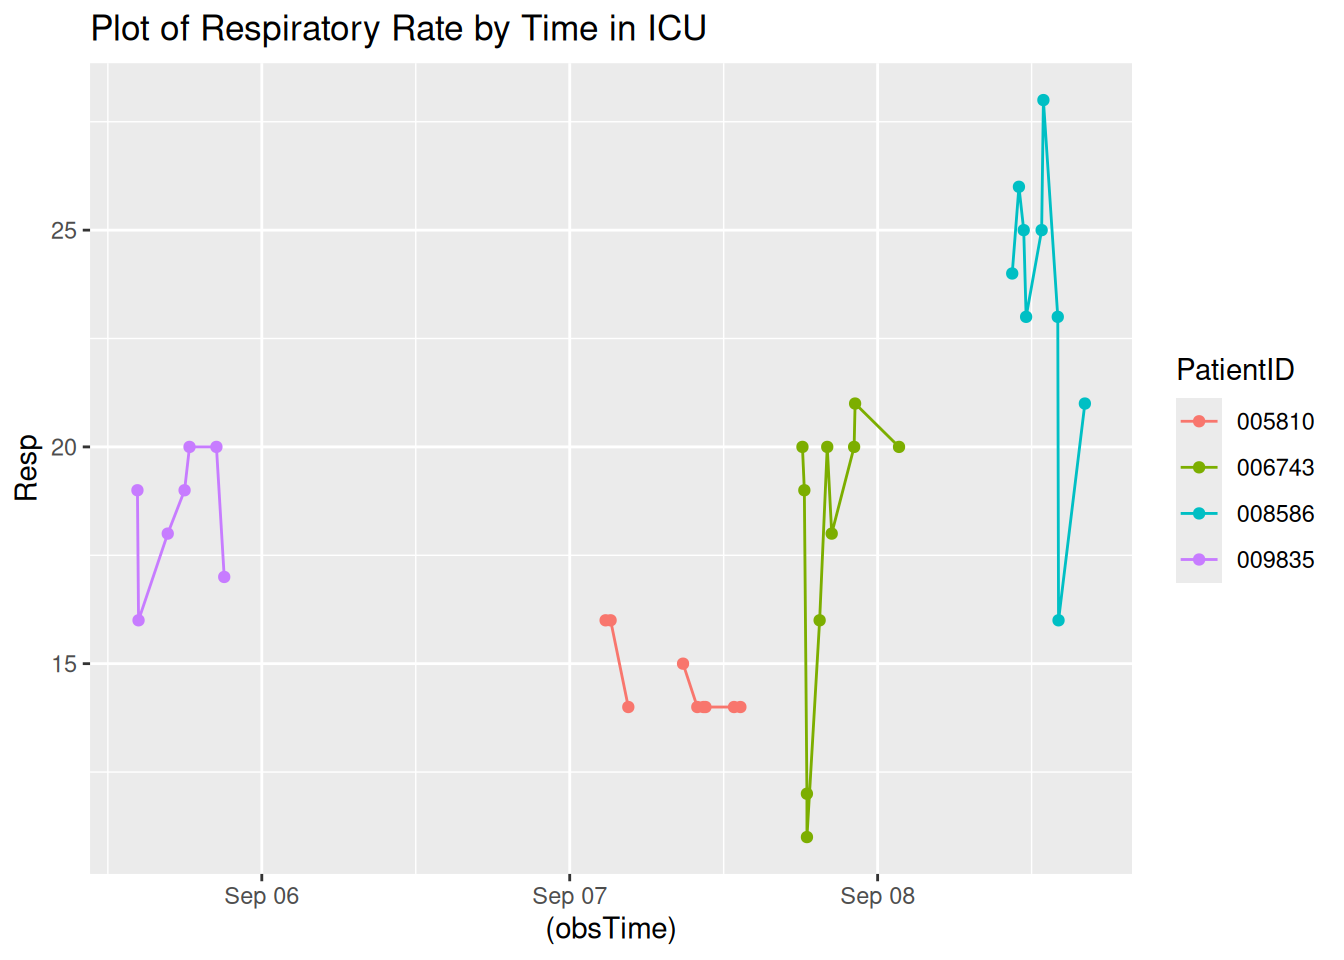 Plot of Respiratory Rate by Time in ICU
25
20
15
Resp
Sep 06
Sep 07
Sep 08
(obsTime)
PatientID
005810
006743
008586
009835